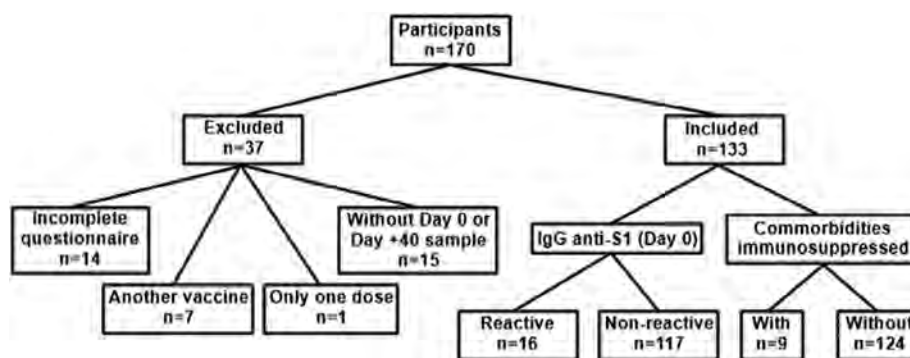 Participants
n=170
Excluded
n=37
Included
n=133
Incomplete
questionnaire
n=14
Another vaccine
n=7
Only one dose
n=1
Without Day 0 or
Day +40 sample
n=15
IgG anti-S1 (Day 0)
Commorbidities
immunosuppressed
Reactive
n=16
Non-reactive
n=117
With
n=9
Without
n=124